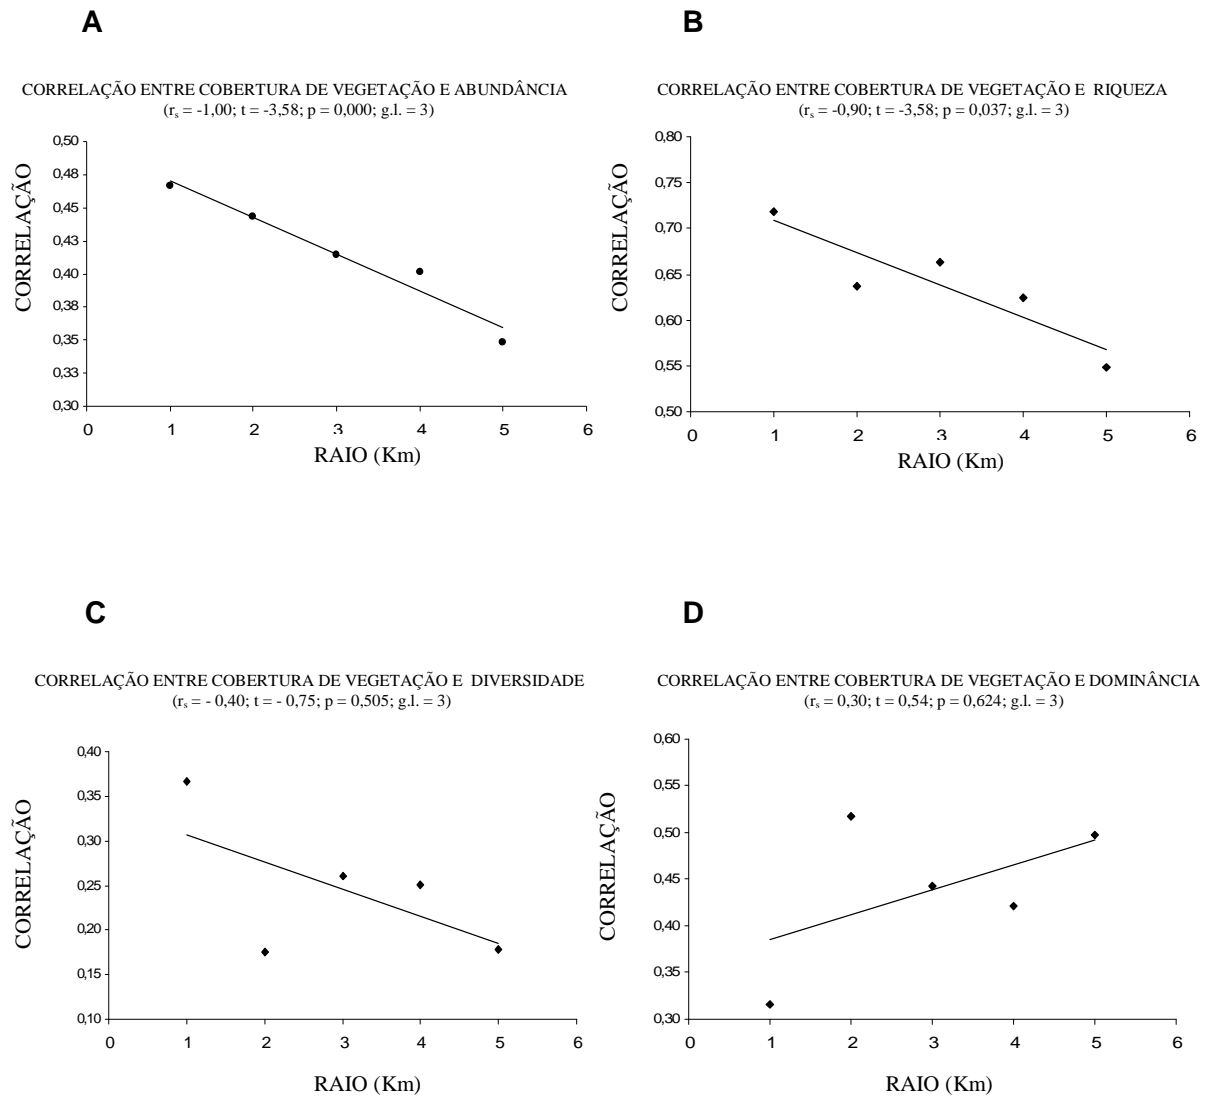 A
CORRELAÇÃO ENTRE COBERTURA DE VEGETAÇÃO E ABUNDÂNCIA
(rs = -1,00; t = -3,58; p = 0,000; g.l. = 3)
CORRELAÇÃO
0,50
0,48
0,45
0,43
0,40
0,38
0,35
0,33
0,30
0 1 2 3 4 5 6
RAIO (Km)
B
CORRELAÇÃO ENTRE COBERTURA DE VEGETAÇÃO E RIQUEZA
(rs = -0,90; t = -3,58; p = 0,037; g.l. = 3)
CORRELAÇÃO
0,80
0,75
0,70
0,65
0,60
0,55
0,50
0 1 2 3 4 5 6
RAIO (Km)
C
CORRELAÇÃO ENTRE COBERTURA DE VEGETAÇÃO E DIVERSIDADE
(rs = - 0,40; t = - 0,75; p = 0,505; g.l. = 3)
CORRELAÇÃO
0,40
0,35
0,30
0,25
0,20
0,15
0,10
0 1 2 3 4 5 6
RAIO (Km)
D
CORRELAÇÃO ENTRE COBERTURA DE VEGETAÇÃO E DOMINÂNCIA
(rs = 0,30; t = 0,54; p = 0,624; g.l. = 3)
CORRELAÇÃO
0,60
0,55
0,50
0,45
0,40
0,35
0,30
0 1 2 3 4 5 6
RAIO (Km)